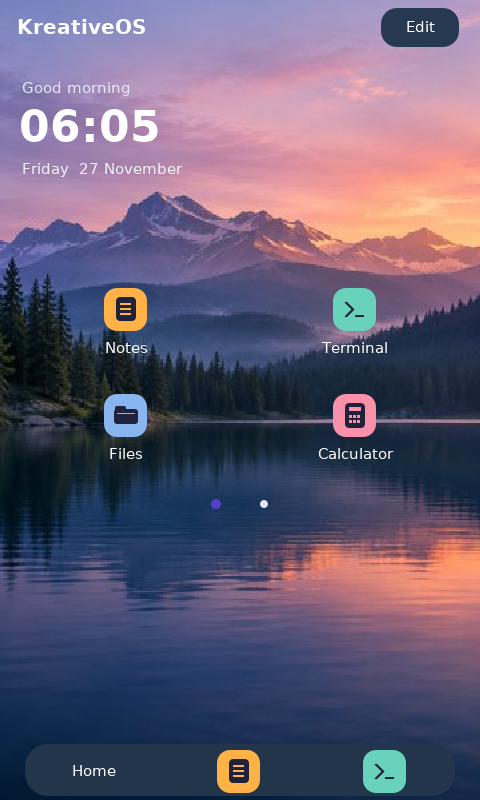 KreativeOS
Edit
Good morning
06:05
Friday 27 November
Notes
Terminal
Files
Calculator
Home